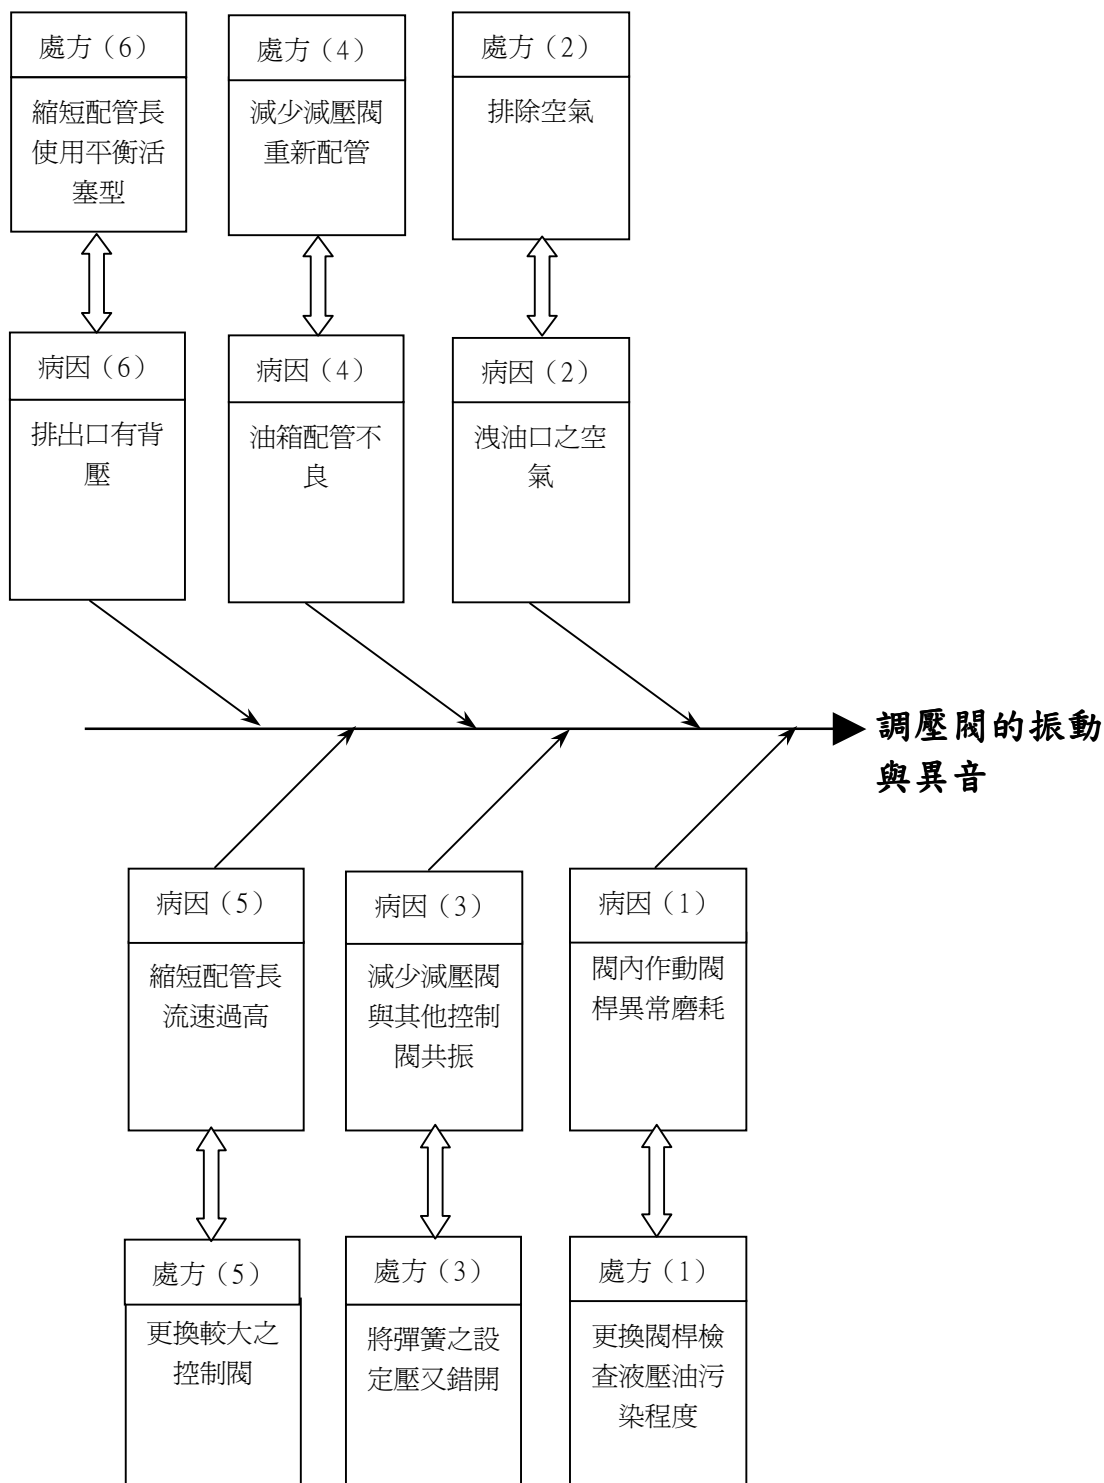 處方（6）
縮短配管長
使用平衡活
塞型
處方（4）
減少減壓閥
重新配管
處方（2）
排除空氣
病因（6）
排出口有背
壓
病因（4）
油箱配管不
良
病因（2）
洩油口之空
氣
調壓閥的振動
與異音
病因（5）
縮短配管長
流速過高
病因（3）
減少減壓閥
與其他控制
閥共振
病因（1）
閥內作動閥
桿異常磨耗
處方（5）
更換較大之
控制閥
處方（3）
將彈簧之設
定壓又錯開
處方（1）
更換閥桿檢
查液壓油污
染程度